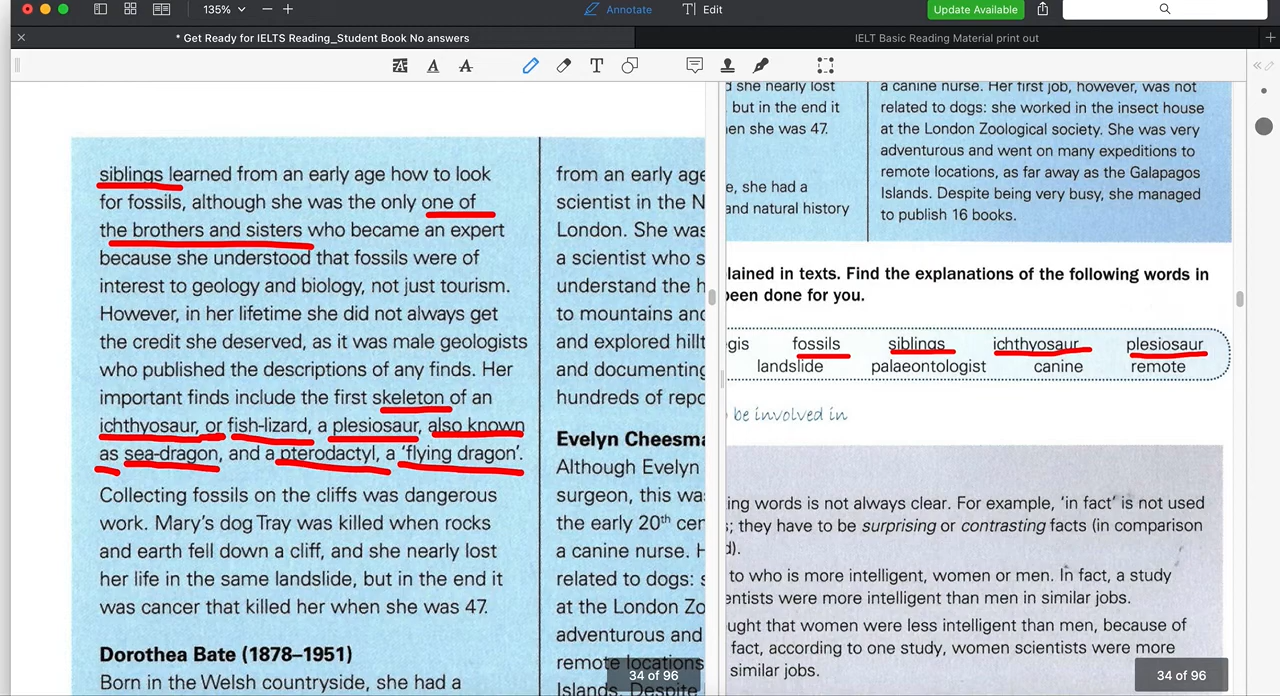 135%
Annotate
Edit
Update Available
* Get Ready for IELTS Reading_Student Book No answers
IELT Basic Reading Material print out
siblings learned from an early age how to look
for fossils, although she was the only one of
the brothers and sisters who became an expert
because she understood that fossils were of
interest to geology and biology, not just tourism.
However, in her lifetime she did not always get
the credit she deserved, as it was male geologists
who published the descriptions of any finds. Her
important finds include the first skeleton of an
ichthyosaur, or fish-lizard, a plesiosaur, also known
as sea-dragon, and a pterodactyl, a ‘flying dragon’.
Collecting fossils on the cliffs was dangerous
work. Mary’s dog Tray was killed when rocks
and earth fell down a cliff, and she nearly lost
her life in the same landslide, but in the end it
was cancer that killed her when she was 47.
Dorothea Bate (1878–1951)
Born in the Welsh countryside, she had a
from an early age
scientist in the N
London. She was
a scientist who s
understand the h
to mountains and
and explored hillt
and documenting
hundreds of repo
Evelyn Cheesma
Although Evelyn
surgeon, this was
the early 20th cen
a canine nurse. H
related to dogs: s
at the London Zo
adventurous and
remote locations
Islands. Despite
34 of 96
d she nearly lost
but in the end it
en she was 47.
e, she had a
and natural history
a canine nurse. Her first job, however, was not
related to dogs: she worked in the insect house
at the London Zoological society. She was very
adventurous and went on many expeditions to
remote locations, as far away as the Galapagos
Islands. Despite being very busy, she managed
to publish 16 books.
lained in texts. Find the explanations of the following words in
been done for you.
egis fossils siblings ichthyosaur plesiosaur
landslide palaeontologist canine remote
be involved in
ing words is not always clear. For example, ‘in fact’ is not used
s; they have to be surprising or contrasting facts (in comparison
d).
to who is more intelligent, women or men. In fact, a study
entists were more intelligent than men in similar jobs.
ught that women were less intelligent than men, because of
fact, according to one study, women scientists were more
similar jobs.
34 of 96